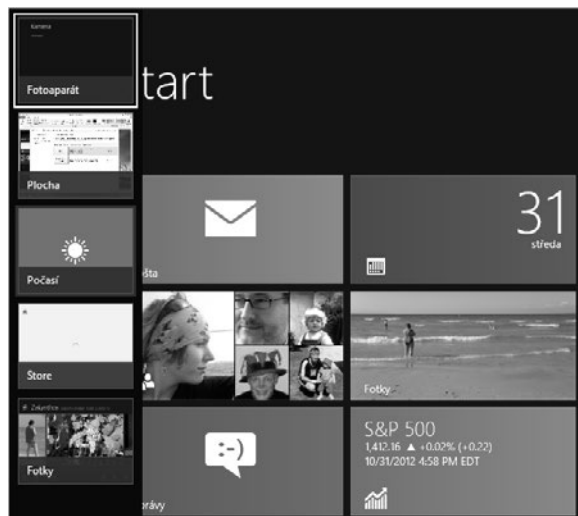 Kamera
Fotoaparát
tart
Plocha
Počasí
Store
Fotky
šta
31
středa
Fotky
S&P 500
1,412.16 ▲ +0.02% (+0.22)
10/31/2012 4:58 PM EDT
:-)
zprávy